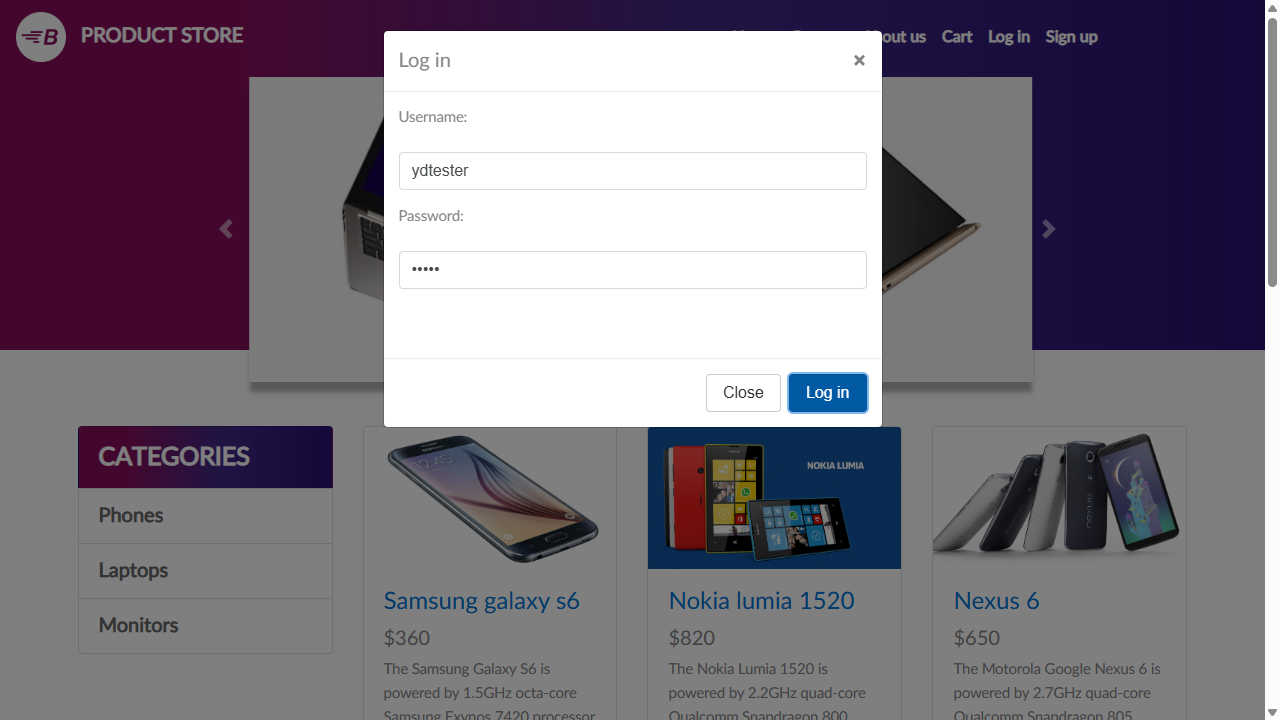 B PRODUCT STORE
out us Cart Log in Sign up
Log in ×
Username:
ydtester
Password:
•••••
Close Log in
CATEGORIES
Phones
Laptops
Monitors
12:45
Samsung galaxy s6
$360
The Samsung Galaxy S6 is
powered by 1.5GHz octa-core
Samsung Exynos 7420 processor
NOKIA LUMIA
Nokia lumia 1520
$820
The Nokia Lumia 1520 is
powered by 2.2GHz quad-core
Qualcomm Snapdragon 800
nexus
Nexus 6
$650
The Motorola Google Nexus 6 is
powered by 2.7GHz quad-core
Qualcomm Snapdragon 805